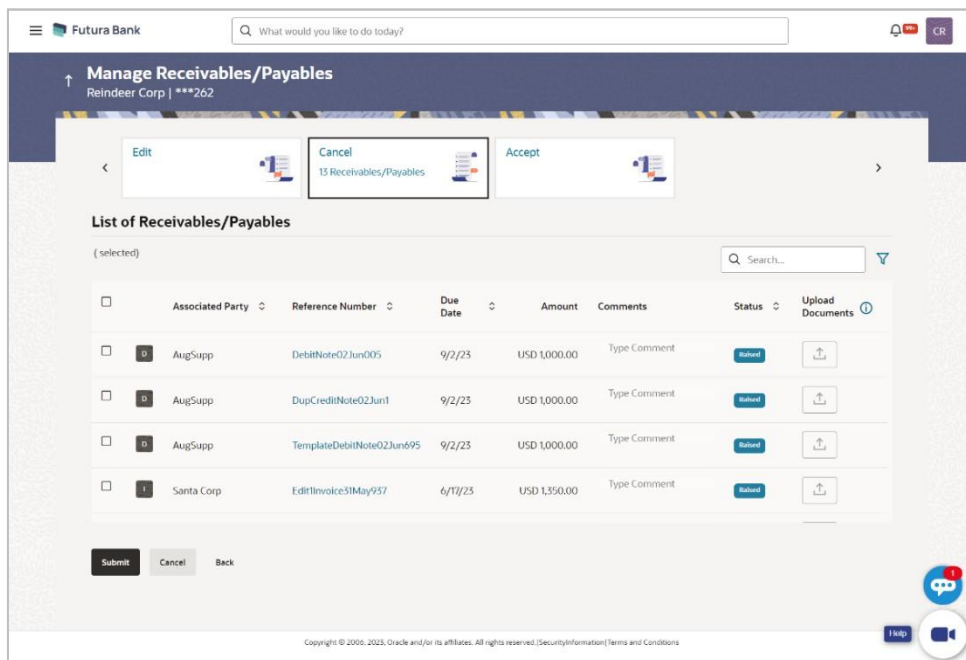 Futura Bank
What would you like to do today?
99+
CR
Manage Receivables/Payables
Reindeer Corp | ***262
Edit
Cancel
13 Receivables/Payables
Accept
List of Receivables/Payables
( selected)
Search...
Associated Party
Reference Number
Due Date
Amount
Comments
Status
Upload Documents
D AugSupp DebitNote02Jun005 9/2/23 USD 1,000.00 Type Comment Raised
D AugSupp DupCreditNote02Jun1 9/2/23 USD 1,000.00 Type Comment Raised
D AugSupp TemplateDebitNote02Jun695 9/2/23 USD 1,000.00 Type Comment Raised
I Santa Corp Edit1Invoice31May937 6/17/23 USD 1,350.00 Type Comment Raised
Submit Cancel Back
1
Help
Copyright © 2006, 2023, Oracle and/or its affiliates. All rights reserved.|SecurityInformation|Terms and Conditions